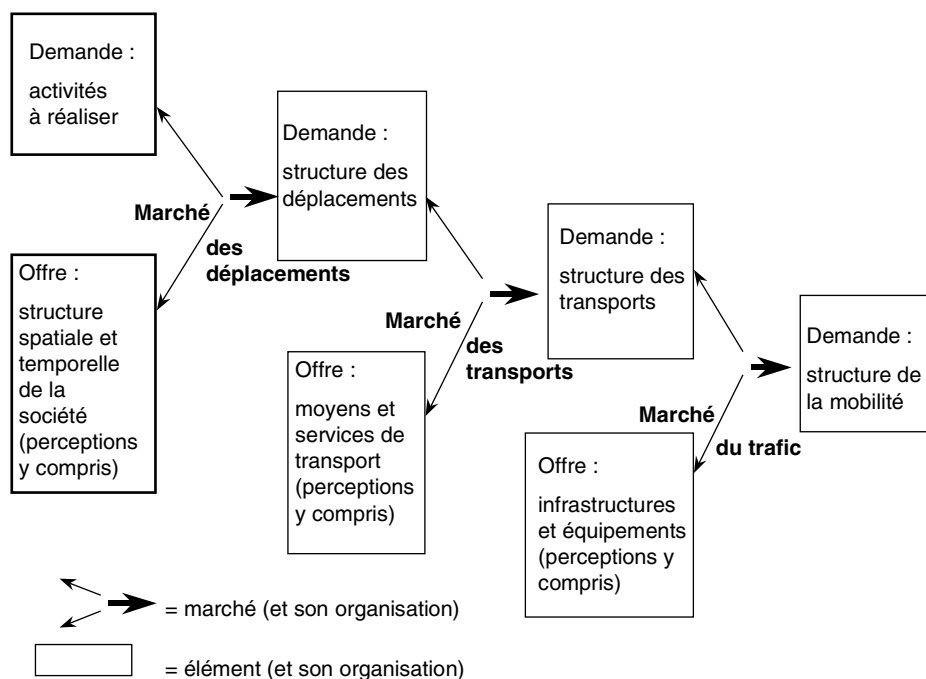 Demande :
activités
à réaliser
Offre :
structure
spatiale et
temporelle
de la
société
(perceptions
y compris)
Marché
des
déplacements
Demande :
structure des
déplacements
Offre :
moyens et
services de
transport
(perceptions
y compris)
Marché
des
transports
Demande :
structure des
transports
Offre :
infrastructures
et équipements
(perceptions y
compris)
Marché
du trafic
Demande :
structure de
la mobilité
= marché (et son organisation)
= élément (et son organisation)